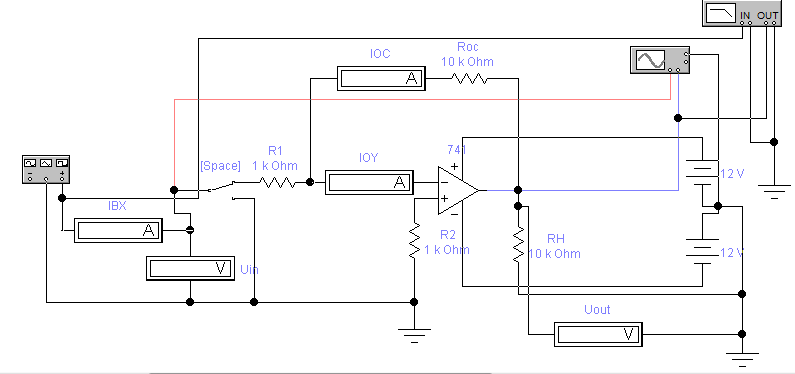 IN OUT
IOC
Roc
A
10 k Ohm
R1
[Space]
1 k Ohm
IOY
741
A
+
−
+
−
12 V
− +
IBX
A
R2
1 k Ohm
RH
10 k Ohm
12 V
V
Uin
Uout
V